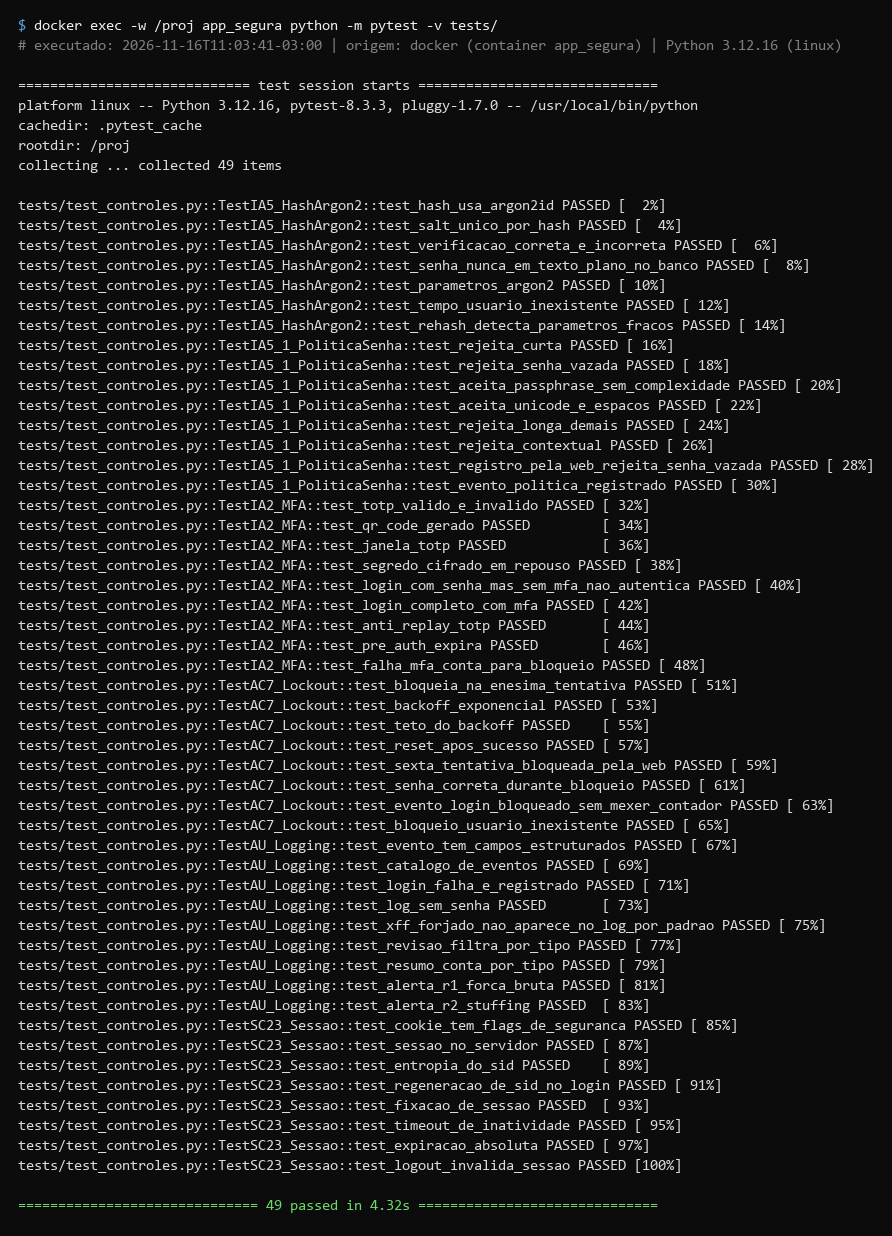 $ docker exec -w /proj app_segura python -m pytest -v tests/
# executado: 2026-11-16T11:03:41-03:00 | origem: docker (container app_segura) | Python 3.12.16 (linux)
============================= test session starts ==============================
platform linux -- Python 3.12.16, pytest-8.3.3, pluggy-1.7.0 -- /usr/local/bin/python
cachedir: .pytest_cache
rootdir: /proj
collecting ... collected 49 items
tests/test_controles.py::TestIA5_HashArgon2::test_hash_usa_argon2id PASSED [  2%]
tests/test_controles.py::TestIA5_HashArgon2::test_salt_unico_por_hash PASSED [  4%]
tests/test_controles.py::TestIA5_HashArgon2::test_verificacao_correta_e_incorreta PASSED [  6%]
tests/test_controles.py::TestIA5_HashArgon2::test_senha_nunca_em_texto_plano_no_banco PASSED [  8%]
tests/test_controles.py::TestIA5_HashArgon2::test_parametros_argon2 PASSED [ 10%]
tests/test_controles.py::TestIA5_HashArgon2::test_tempo_usuario_inexistente PASSED [ 12%]
tests/test_controles.py::TestIA5_HashArgon2::test_rehash_detecta_parametros_fracos PASSED [ 14%]
tests/test_controles.py::TestIA5_1_PoliticaSenha::test_rejeita_curta PASSED [ 16%]
tests/test_controles.py::TestIA5_1_PoliticaSenha::test_rejeita_senha_vazada PASSED [ 18%]
tests/test_controles.py::TestIA5_1_PoliticaSenha::test_aceita_passphrase_sem_complexidade PASSED [ 20%]
tests/test_controles.py::TestIA5_1_PoliticaSenha::test_aceita_unicode_e_espacos PASSED [ 22%]
tests/test_controles.py::TestIA5_1_PoliticaSenha::test_rejeita_longa_demais PASSED [ 24%]
tests/test_controles.py::TestIA5_1_PoliticaSenha::test_rejeita_contextual PASSED [ 26%]
tests/test_controles.py::TestIA5_1_PoliticaSenha::test_registro_pela_web_rejeita_senha_vazada PASSED [ 28%]
tests/test_controles.py::TestIA5_1_PoliticaSenha::test_evento_politica_registrado PASSED [ 30%]
tests/test_controles.py::TestIA2_MFA::test_totp_valido_e_invalido PASSED [ 32%]
tests/test_controles.py::TestIA2_MFA::test_qr_code_gerado PASSED         [ 34%]
tests/test_controles.py::TestIA2_MFA::test_janela_totp PASSED            [ 36%]
tests/test_controles.py::TestIA2_MFA::test_segredo_cifrado_em_repouso PASSED [ 38%]
tests/test_controles.py::TestIA2_MFA::test_login_com_senha_mas_sem_mfa_nao_autentica PASSED [ 40%]
tests/test_controles.py::TestIA2_MFA::test_login_completo_com_mfa PASSED [ 42%]
tests/test_controles.py::TestIA2_MFA::test_anti_replay_totp PASSED       [ 44%]
tests/test_controles.py::TestIA2_MFA::test_pre_auth_expira PASSED        [ 46%]
tests/test_controles.py::TestIA2_MFA::test_falha_mfa_conta_para_bloqueio PASSED [ 48%]
tests/test_controles.py::TestAC7_Lockout::test_bloqueia_na_enesima_tentativa PASSED [ 51%]
tests/test_controles.py::TestAC7_Lockout::test_backoff_exponencial PASSED [ 53%]
tests/test_controles.py::TestAC7_Lockout::test_teto_do_backoff PASSED    [ 55%]
tests/test_controles.py::TestAC7_Lockout::test_reset_apos_sucesso PASSED [ 57%]
tests/test_controles.py::TestAC7_Lockout::test_sexta_tentativa_bloqueada_pela_web PASSED [ 59%]
tests/test_controles.py::TestAC7_Lockout::test_senha_correta_durante_bloqueio PASSED [ 61%]
tests/test_controles.py::TestAC7_Lockout::test_evento_login_bloqueado_sem_mexer_contador PASSED [ 63%]
tests/test_controles.py::TestAC7_Lockout::test_bloqueio_usuario_inexistente PASSED [ 65%]
tests/test_controles.py::TestAU_Logging::test_evento_tem_campos_estruturados PASSED [ 67%]
tests/test_controles.py::TestAU_Logging::test_catalogo_de_eventos PASSED [ 69%]
tests/test_controles.py::TestAU_Logging::test_login_falha_e_registrado PASSED [ 71%]
tests/test_controles.py::TestAU_Logging::test_log_sem_senha PASSED       [ 73%]
tests/test_controles.py::TestAU_Logging::test_xff_forjado_nao_aparece_no_log_por_padrao PASSED [ 75%]
tests/test_controles.py::TestAU_Logging::test_revisao_filtra_por_tipo PASSED [ 77%]
tests/test_controles.py::TestAU_Logging::test_resumo_conta_por_tipo PASSED [ 79%]
tests/test_controles.py::TestAU_Logging::test_alerta_r1_forca_bruta PASSED [ 81%]
tests/test_controles.py::TestAU_Logging::test_alerta_r2_stuffing PASSED  [ 83%]
tests/test_controles.py::TestSC23_Sessao::test_cookie_tem_flags_de_seguranca PASSED [ 85%]
tests/test_controles.py::TestSC23_Sessao::test_sessao_no_servidor PASSED [ 87%]
tests/test_controles.py::TestSC23_Sessao::test_entropia_do_sid PASSED    [ 89%]
tests/test_controles.py::TestSC23_Sessao::test_regeneracao_de_sid_no_login PASSED [ 91%]
tests/test_controles.py::TestSC23_Sessao::test_fixacao_de_sessao PASSED  [ 93%]
tests/test_controles.py::TestSC23_Sessao::test_timeout_de_inatividade PASSED [ 95%]
tests/test_controles.py::TestSC23_Sessao::test_expiracao_absoluta PASSED [ 97%]
tests/test_controles.py::TestSC23_Sessao::test_logout_invalida_sessao PASSED [100%]
============================== 49 passed in 4.32s ==============================